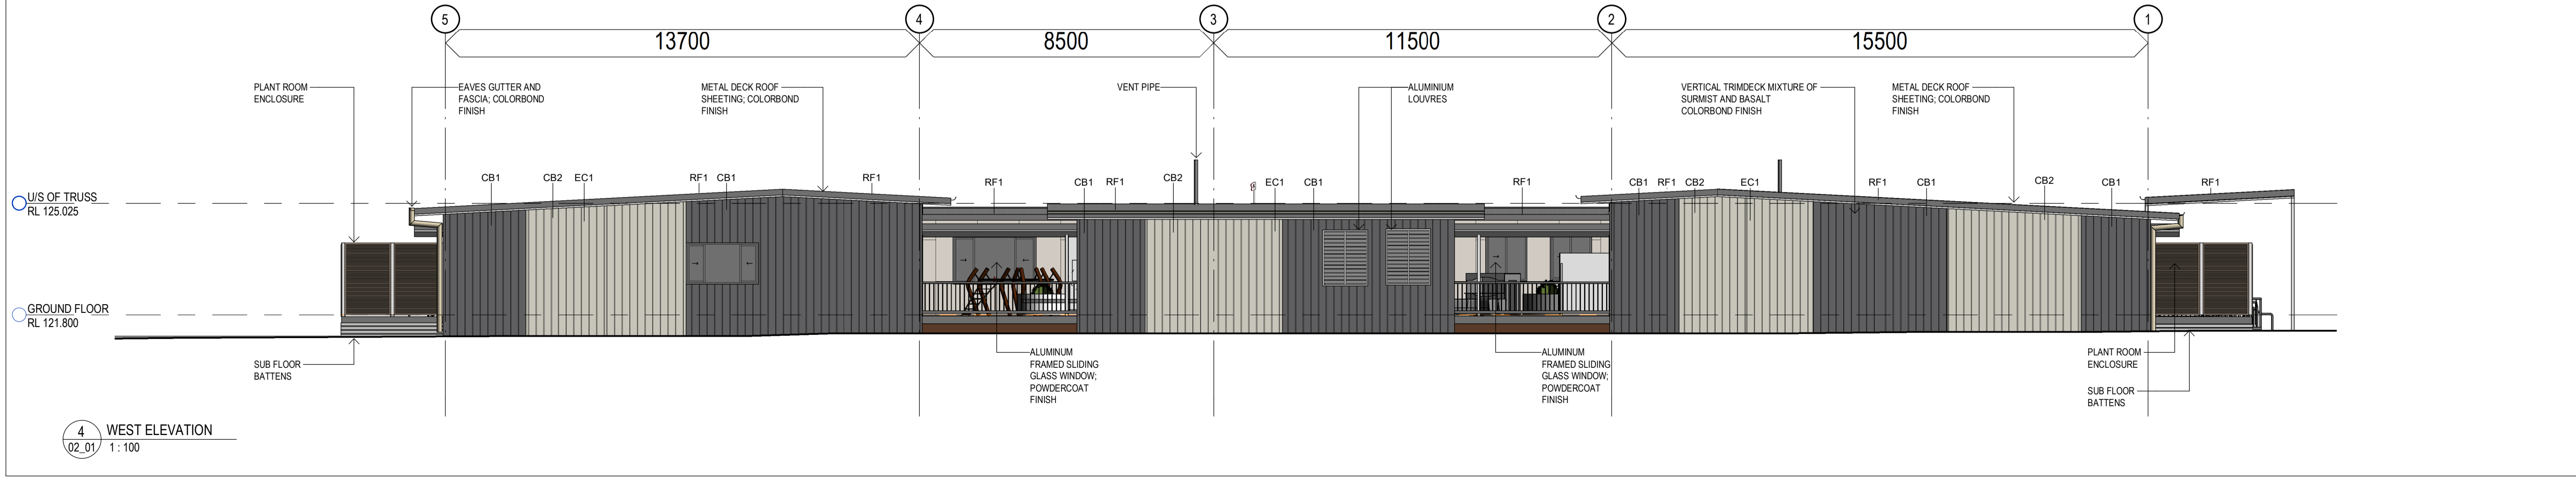 5
4
3
2
1
13700
8500
11500
15500
PLANT ROOM
ENCLOSURE
EAVES GUTTER AND
FASCIA; COLORBOND
FINISH
METAL DECK ROOF
SHEETING; COLORBOND
FINISH
VENT PIPE
ALUMINIUM
LOUVRES
VERTICAL TRIMDECK MIXTURE OF
SURMIST AND BASALT
COLORBOND FINISH
METAL DECK ROOF
SHEETING; COLORBOND
FINISH
CB1
CB2
EC1
RF1
CB1
RF1
RF1
CB1
RF1
CB2
EC1
CB1
RF1
CB1
RF1
CB2
EC1
RF1
CB1
CB2
CB1
RF1
U/S OF TRUSS
RL 125.025
GROUND FLOOR
RL 121.800
SUB FLOOR
BATTENS
ALUMINUM
FRAMED SLIDING
GLASS WINDOW;
POWDERCOAT
FINISH
ALUMINUM
FRAMED SLIDING
GLASS WINDOW;
POWDERCOAT
FINISH
PLANT ROOM
ENCLOSURE
SUB FLOOR
BATTENS
4
02_01
WEST ELEVATION
1 : 100